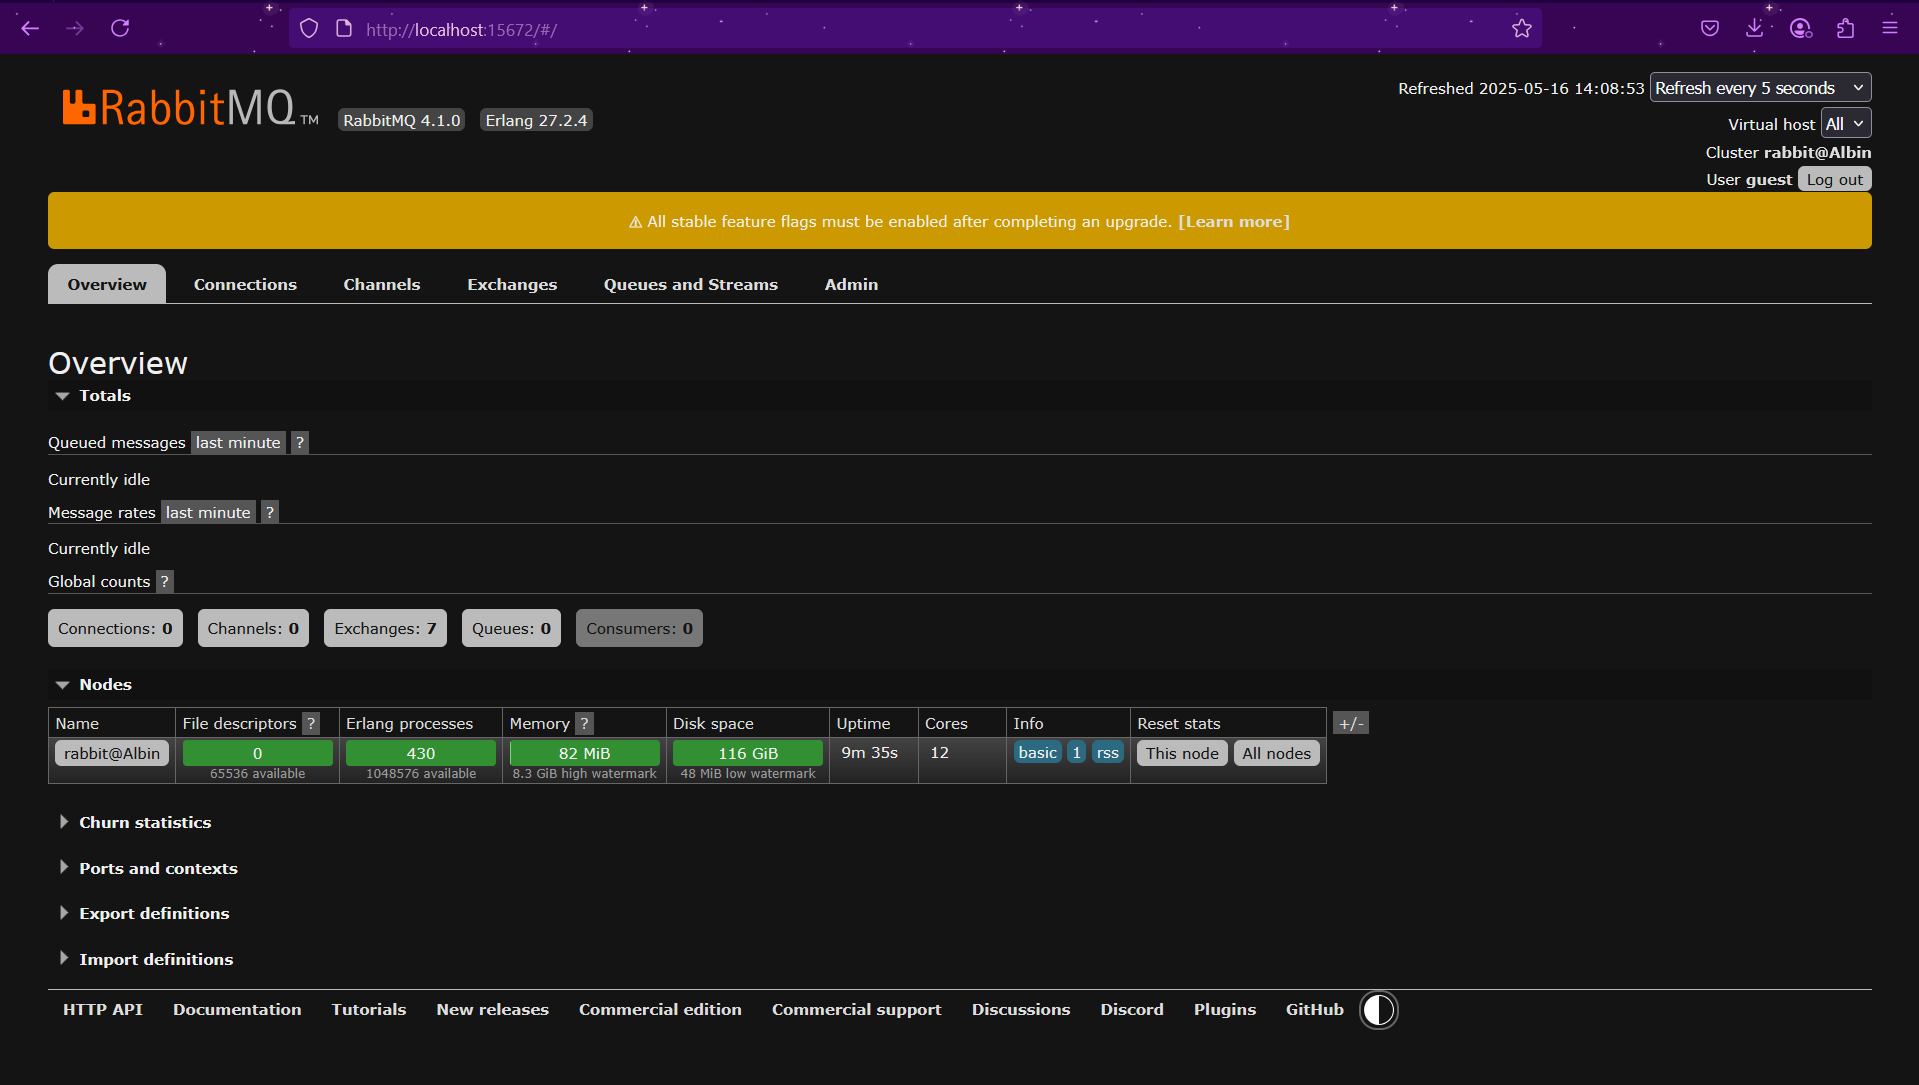 http://localhost:15672/#/
RabbitMQ™ RabbitMQ 4.1.0 Erlang 27.2.4
Refreshed 2025-05-16 14:08:53 Refresh every 5 seconds
Virtual host All
Cluster rabbit@Albin
User guest Log out
⚠ All stable feature flags must be enabled after completing an upgrade. [Learn more]
Overview Connections Channels Exchanges Queues and Streams Admin
Overview
Totals
Queued messages last minute ?
Currently idle
Message rates last minute ?
Currently idle
Global counts ?
Connections: 0 Channels: 0 Exchanges: 7 Queues: 0 Consumers: 0
Nodes
Name File descriptors ? Erlang processes Memory ? Disk space Uptime Cores Info Reset stats +/-
rabbit@Albin 0 430 82 MiB 116 GiB 9m 35s 12 basic 1 rss This node All nodes
65536 available 1048576 available 8.3 GiB high watermark 48 MiB low watermark
Churn statistics
Ports and contexts
Export definitions
Import definitions
HTTP API Documentation Tutorials New releases Commercial edition Commercial support Discussions Discord Plugins GitHub